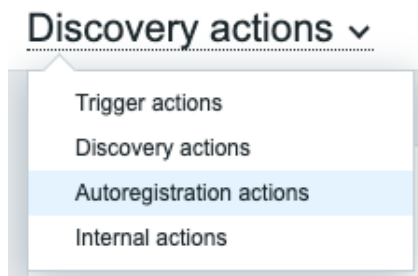 Discovery actions
Trigger actions
Discovery actions
Autoregistration actions
Internal actions